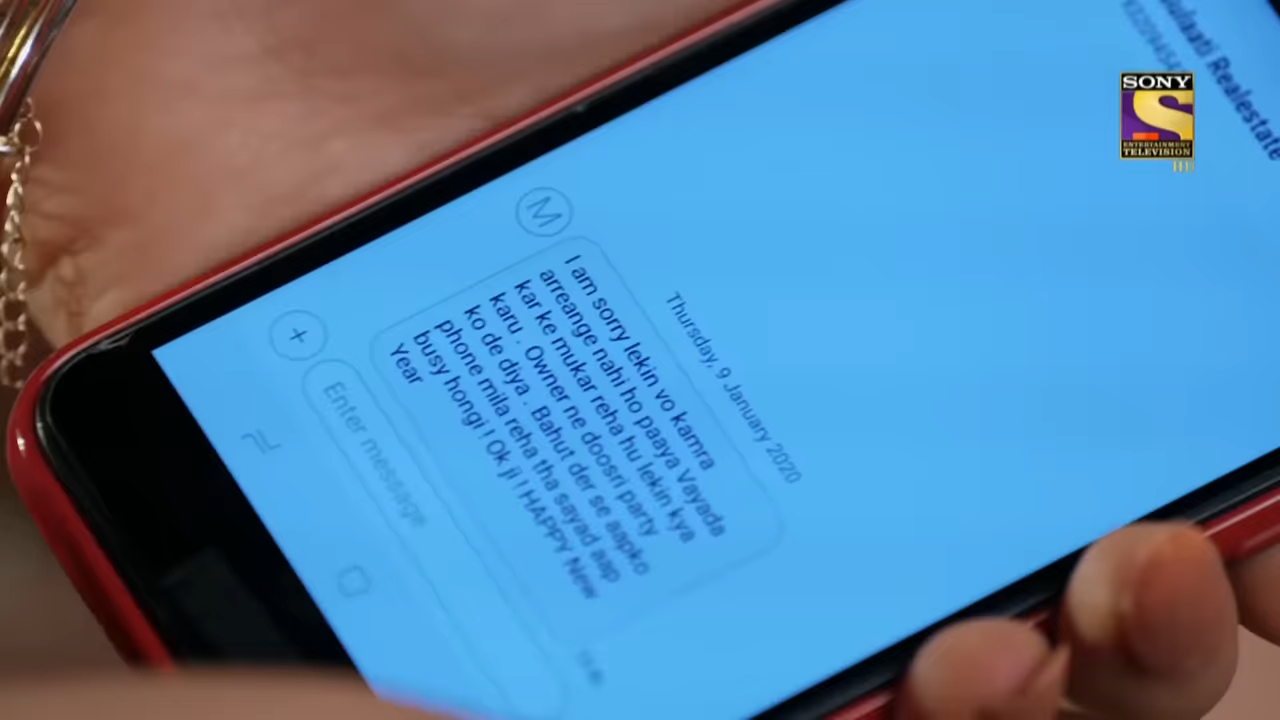 Realestate
Thursday, 9 January 2020
M
I am sorry lekin vo kamra
arreange nahi ho paaya Vayada
kar ke mukar reha hu lekin kya
karu . Owner ne doosri party
ko de diya . Bahut der se aapko
phone mila reha tha sayad aap
busy hongi ! Ok ji ! HAPPY New
Year
+
Enter message
SONY
ENTERTAINMENT
TELEVISION
HD